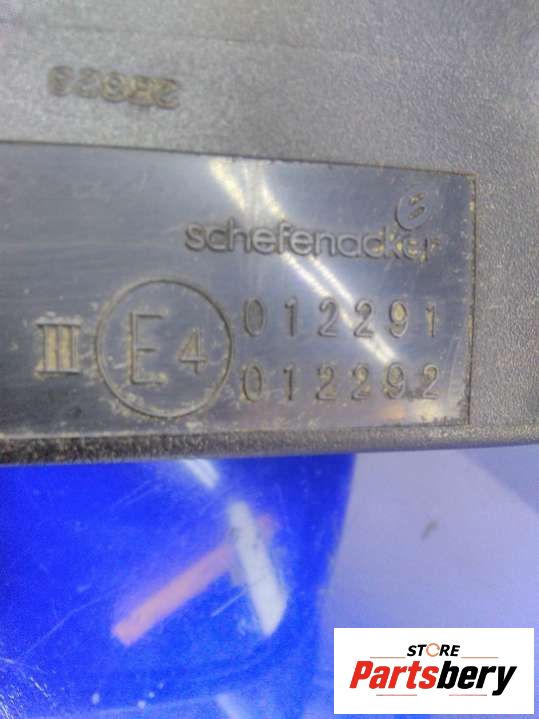 schefenacker
III E4 012291
012292
STORE
Partsbery